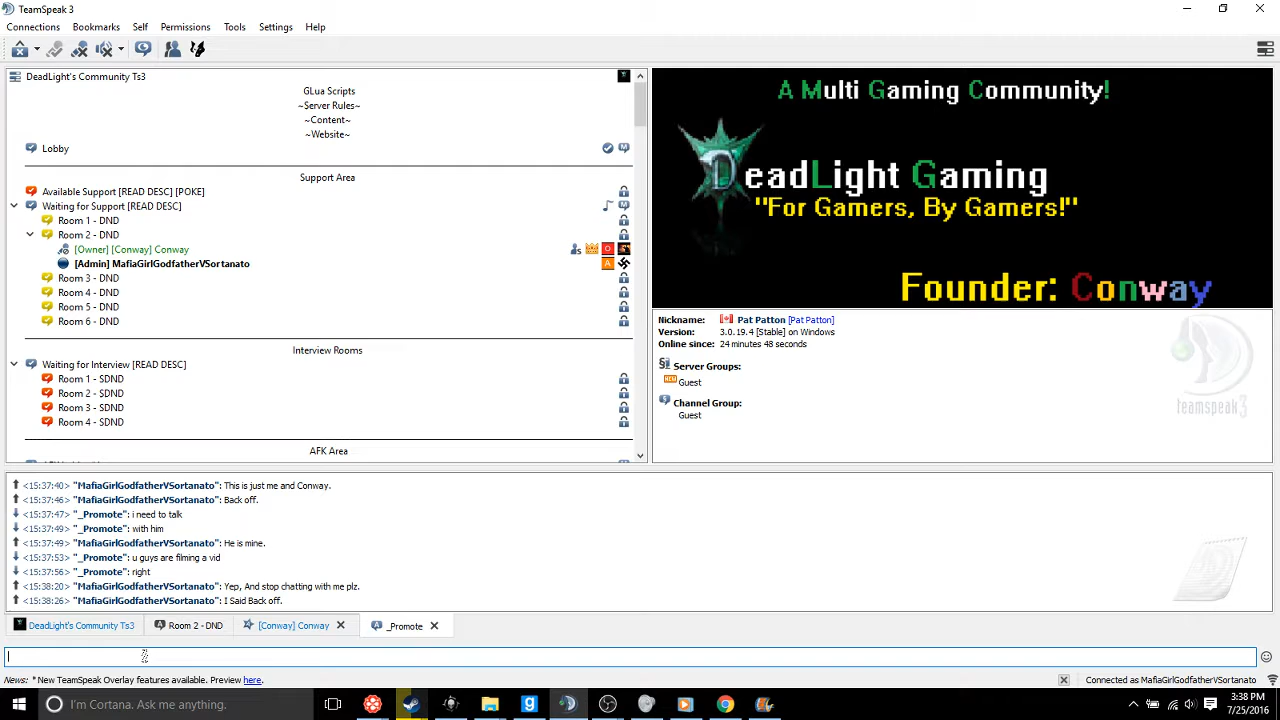 TeamSpeak 3
Connections Bookmarks Self Permissions Tools Settings Help
DeadLight's Community Ts3
GLua Scripts
~Server Rules~
~Content~
~Website~
Lobby
Support Area
Available Support [READ DESC] [POKE]
Waiting for Support [READ DESC]
Room 1 - DND
Room 2 - DND
[Owner] [Conway] Conway
[Admin] MafiaGirlGodfatherVSortanato
Room 3 - DND
Room 4 - DND
Room 5 - DND
Room 6 - DND
Interview Rooms
Waiting for Interview [READ DESC]
Room 1 - SDND
Room 2 - SDND
Room 3 - SDND
Room 4 - SDND
AFK Area
A Multi Gaming Community!
DeadLight Gaming
"For Gamers, By Gamers!"
Founder: Conway
Nickname: Pat Patton [Pat Patton]
Version: 3.0.19.4 [Stable] on Windows
Online since: 24 minutes 48 seconds
Server Groups:
Guest
Channel Group:
Guest
teamspeak3
<15:37:40> "MafiaGirlGodfatherVSortanato": This is just me and Conway.
<15:37:46> "MafiaGirlGodfatherVSortanato": Back off.
<15:37:47> "_Promote": i need to talk
<15:37:49> "_Promote": with him
<15:37:49> "MafiaGirlGodfatherVSortanato": He is mine.
<15:37:53> "_Promote": u guys are filming a vid
<15:37:56> "_Promote": right
<15:38:20> "MafiaGirlGodfatherVSortanato": Yep, And stop chatting with me plz.
<15:38:26> "MafiaGirlGodfatherVSortanato": I Said Back off.
DeadLight's Community Ts3 Room 2 - DND [Conway] Conway _Promote
News: *New TeamSpeak Overlay features available. Preview here. Connected as MafiaGirlGodfatherVSortanato
I'm Cortana. Ask me anything.
3:38 PM
7/25/2016